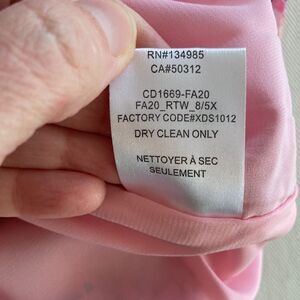 RN#134985
CA#50312
CD1669-FA20
FA20_RTW_8/5X
FACTORY CODE#XDS1012
DRY CLEAN ONLY
NETTOYER À SEC
SEULEMENT